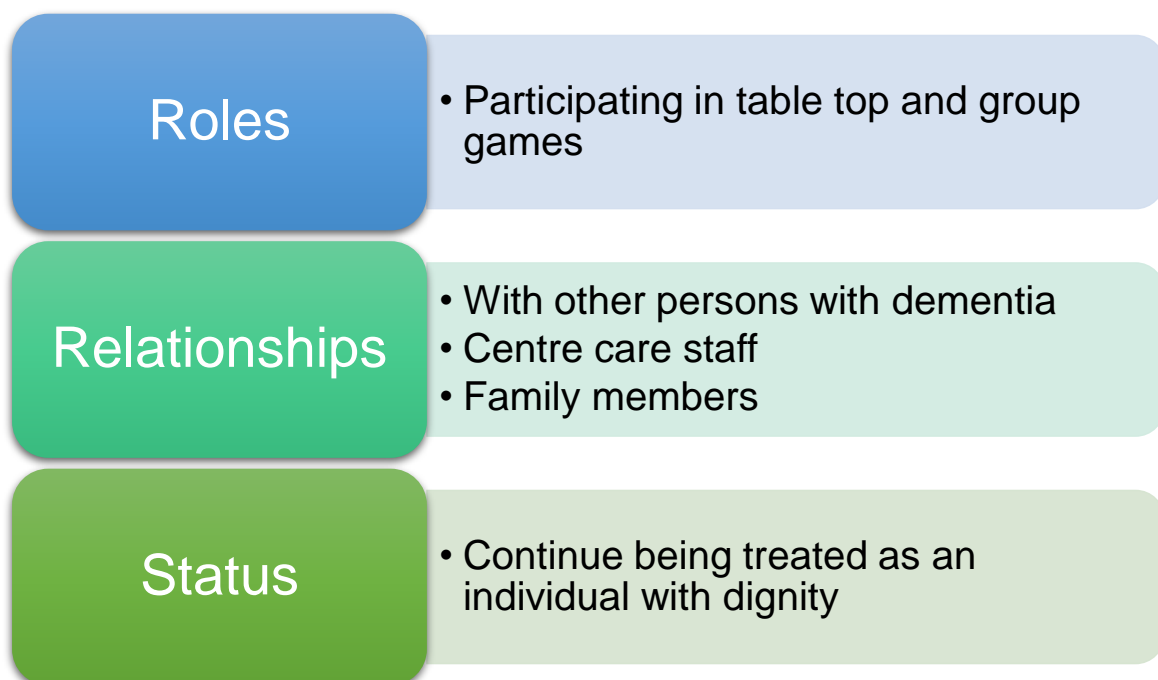 Roles
• Participating in table top and group
games
Relationships
• With other persons with dementia
• Centre care staff
• Family members
Status
• Continue being treated as an
individual with dignity